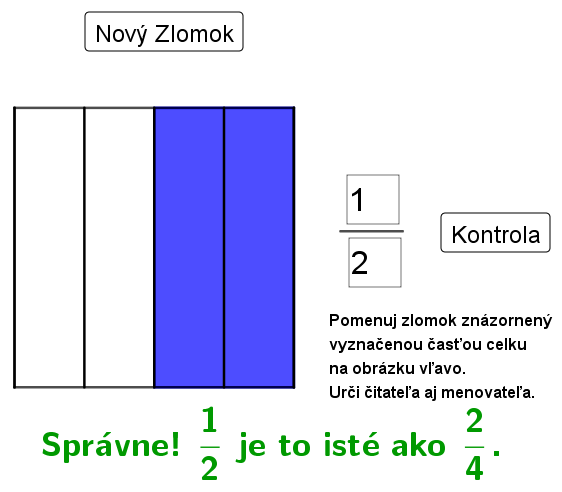 Nový Zlomok
1
2
Kontrola
Pomenuj zlomok znázornený
vyznačenou časťou celku
na obrázku vľavo.
Urči čitateľa aj menovateľa.
Správne! 1/2 je to isté ako 2/4.